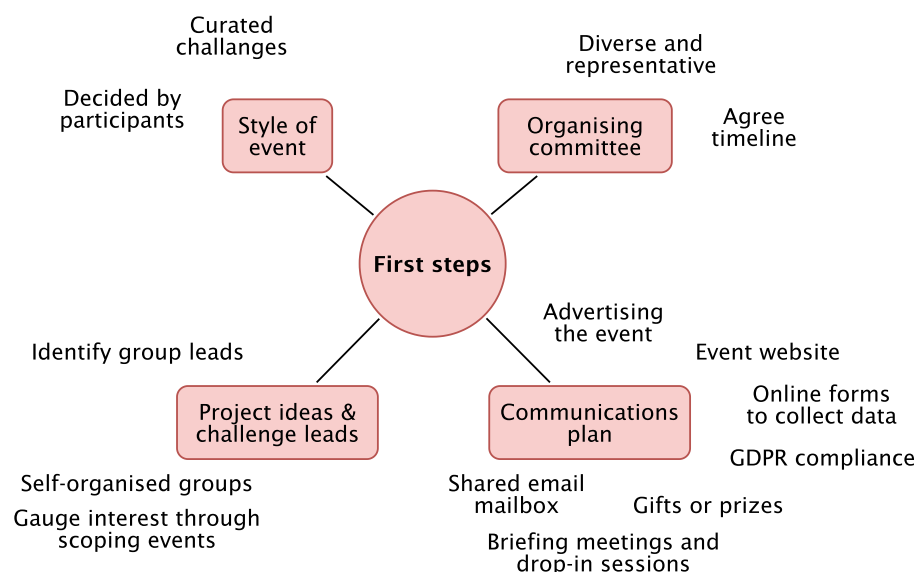 Curated
challanges
Decided by
participants
Style of
event
Diverse and
representative
Organising
committee
Agree
timeline
First steps
Identify group leads
Project ideas &
challenge leads
Self-organised groups
Gauge interest through
scoping events
Advertising
the event
Event website
Communications
plan
Online forms
to collect data
GDPR compliance
Shared email
mailbox
Gifts or prizes
Briefing meetings and
drop-in sessions